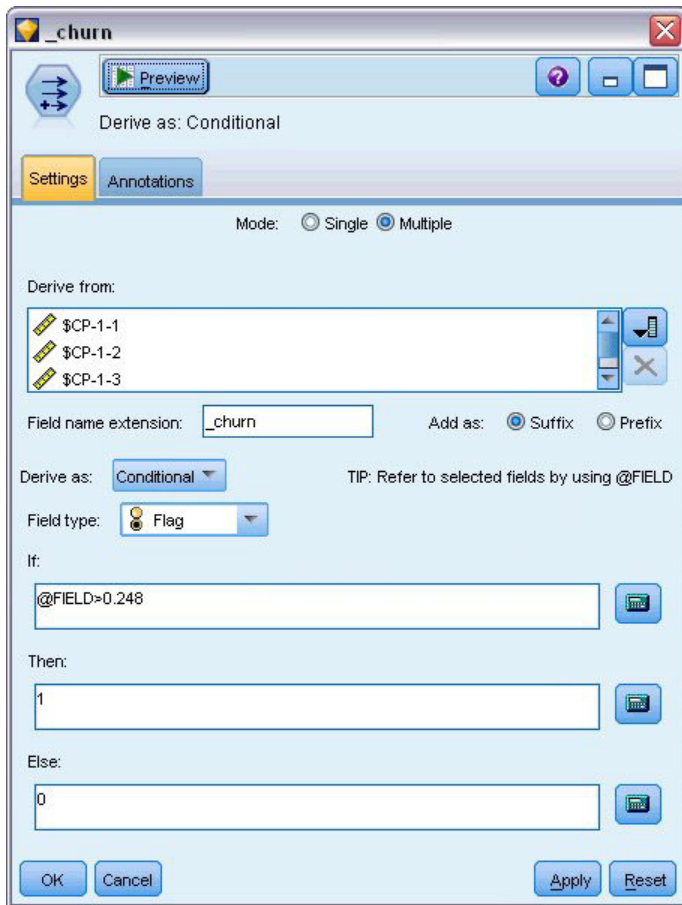 _churn
Preview
?
Derive as: Conditional
Settings Annotations
Mode: Single Multiple
Derive from:
$CP-1-1
$CP-1-2
$CP-1-3
Field name extension: _churn Add as: Suffix Prefix
Derive as: Conditional TIP: Refer to selected fields by using @FIELD
Field type: Flag
If:
@FIELD>0.248
Then:
1
Else:
0
OK Cancel Apply Reset